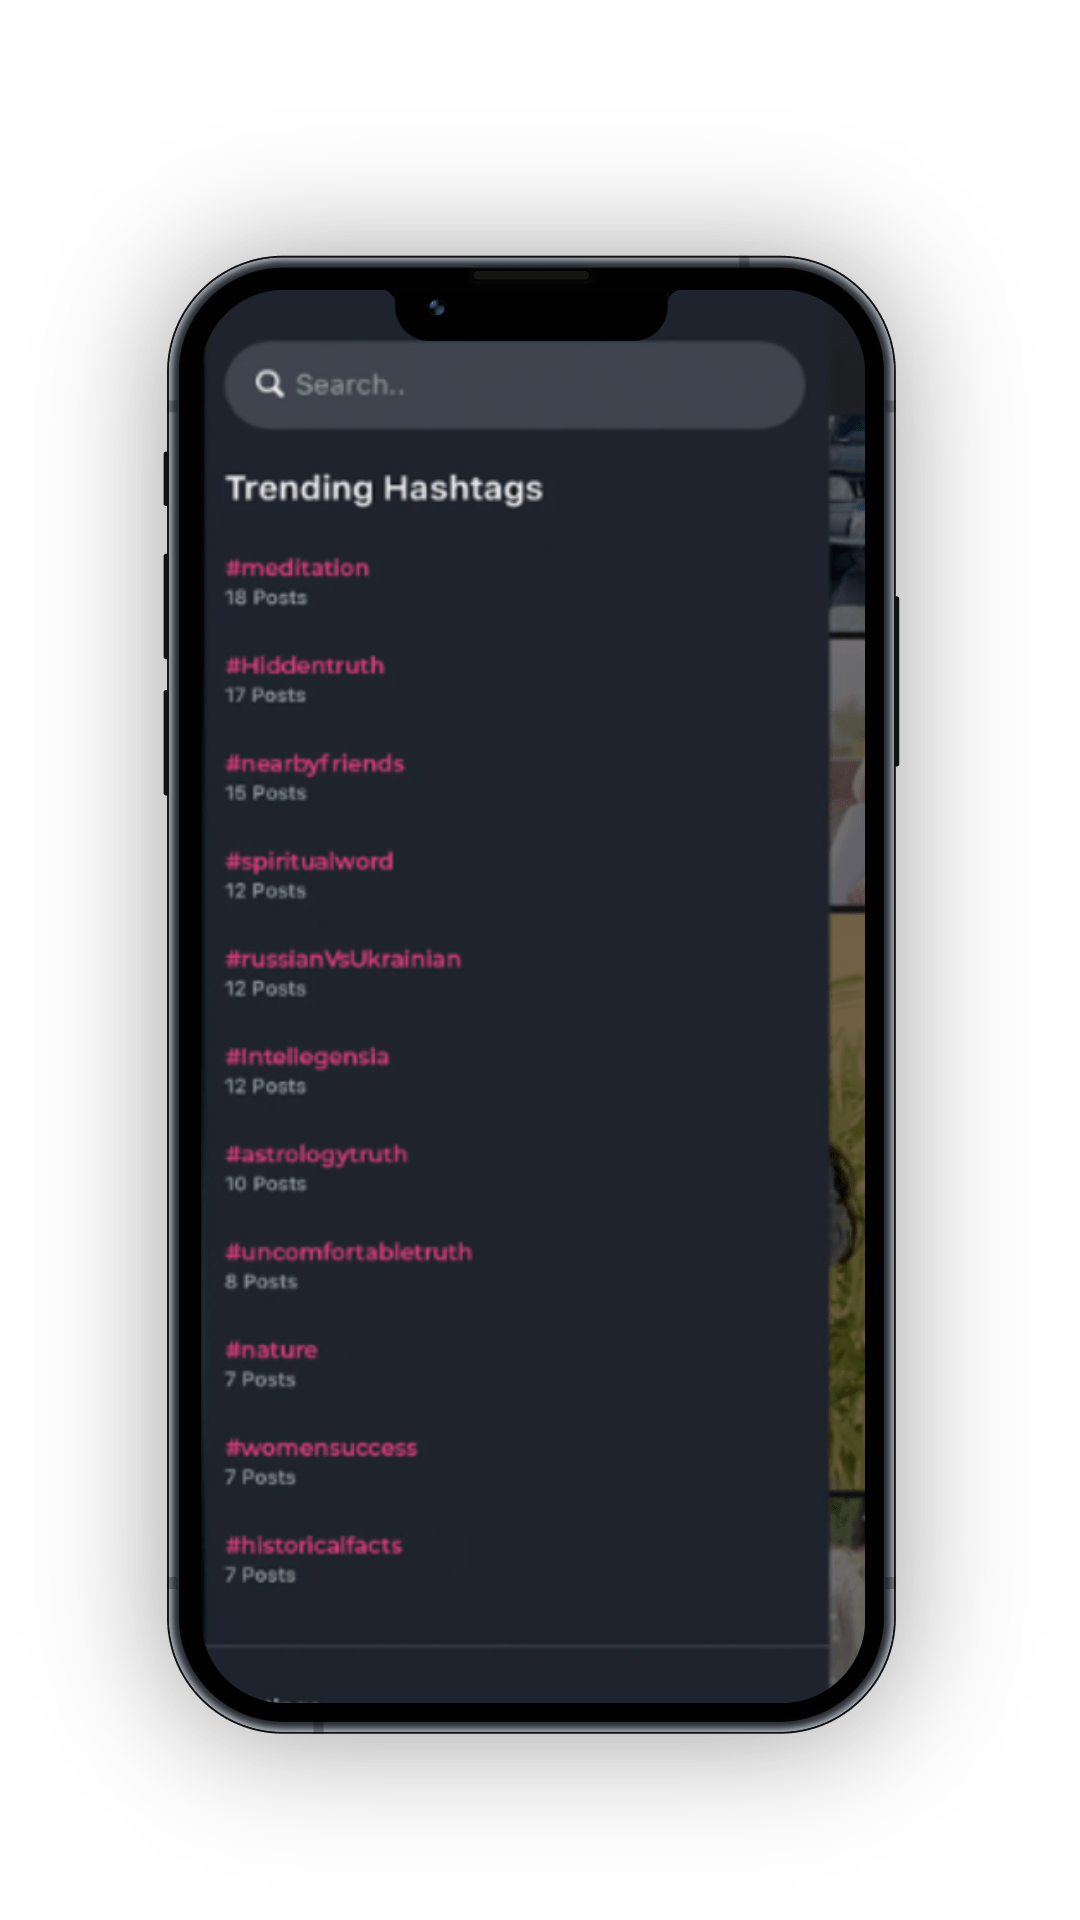 Search..
Trending Hashtags
#meditation
18 Posts
#Hiddentruth
17 Posts
#nearbyfriends
15 Posts
#spiritualword
12 Posts
#russianVsUkrainian
12 Posts
#Intellegensia
12 Posts
#astrologytruth
10 Posts
#uncomfortabletruth
8 Posts
#nature
7 Posts
#womensuccess
7 Posts
#historicalfacts
7 Posts